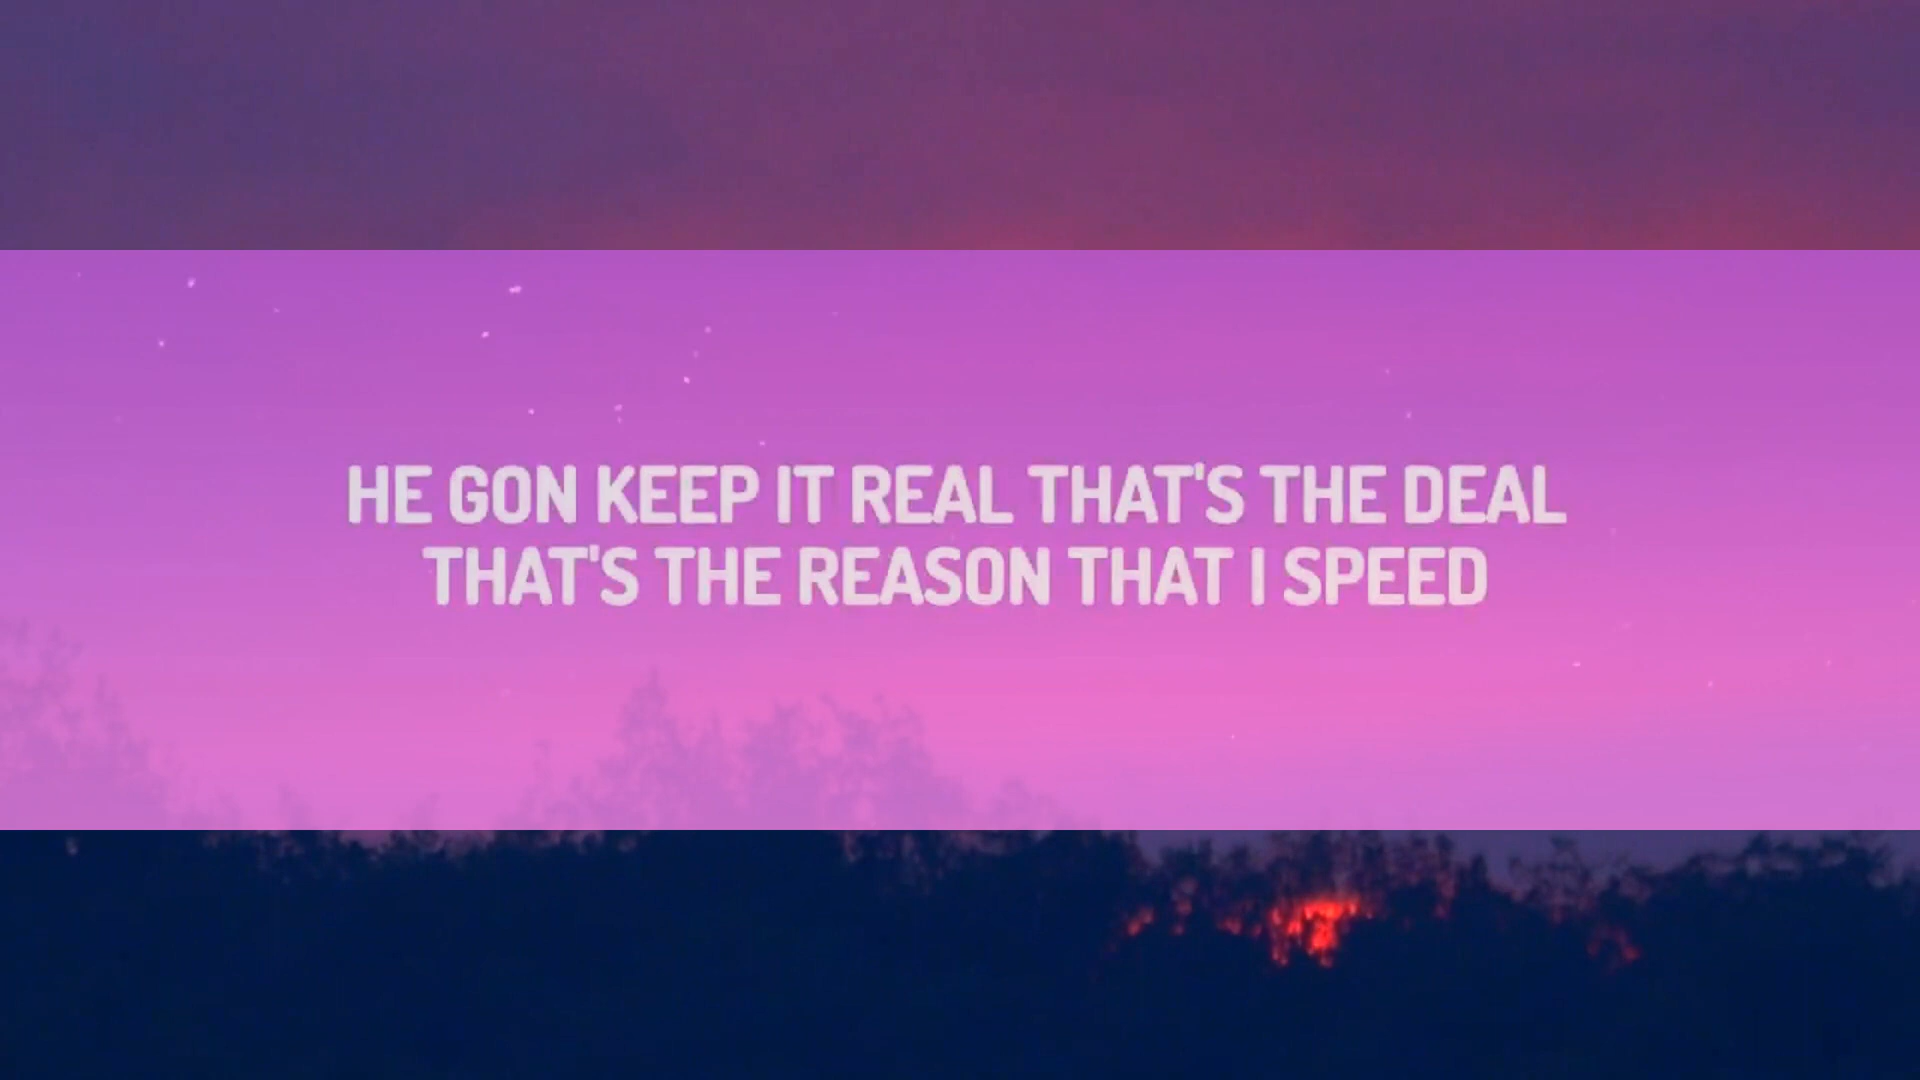 HE GON KEEP IT REAL THAT'S THE DEAL
THAT'S THE REASON THAT I SPEED